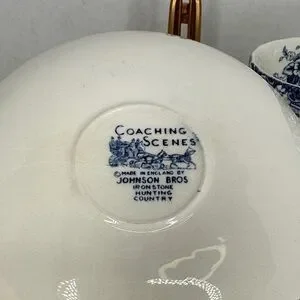 COACHING
SCENES
© MADE IN ENGLAND BY
JOHNSON BROS
IRONSTONE
HUNTING
COUNTRY